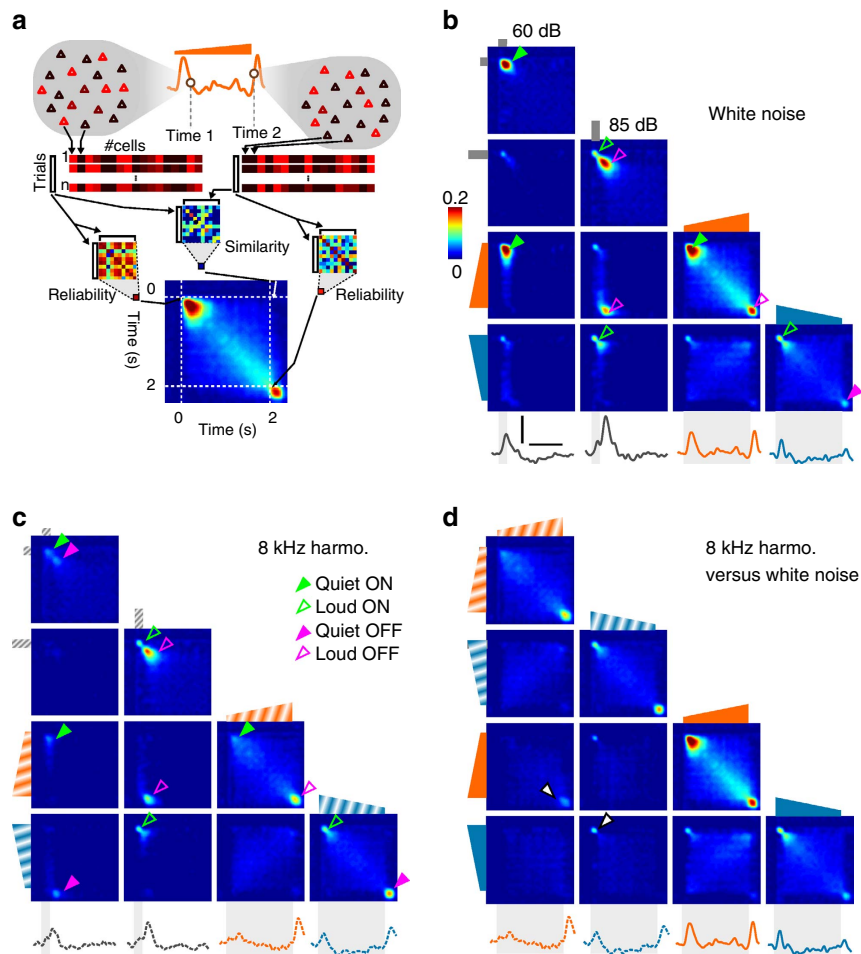 a
Time 1
Time 2
#cells
Trials
1
n
Similarity
Reliability
Reliability
0
Time (s)
2
0
2
Time (s)
b
60 dB
85 dB
White noise
0.2
0
c
8 kHz harmo.
Quiet ON
Loud ON
Quiet OFF
Loud OFF
d
8 kHz harmo.
versus white noise